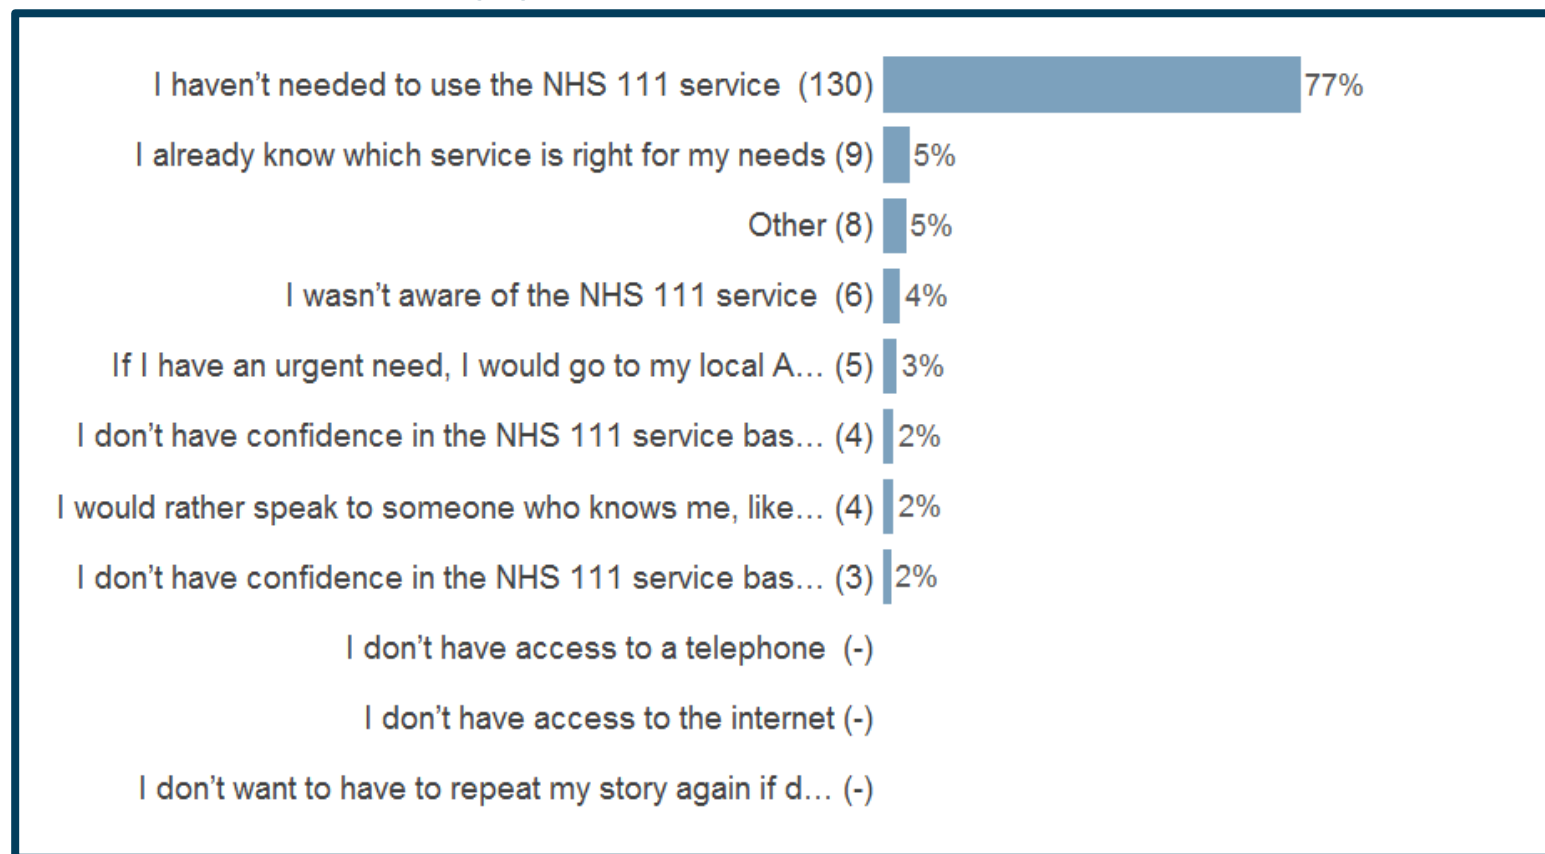 I haven’t needed to use the NHS 111 service (130) 77%
I already know which service is right for my needs (9) 5%
Other (8) 5%
I wasn’t aware of the NHS 111 service (6) 4%
If I have an urgent need, I would go to my local A... (5) 3%
I don’t have confidence in the NHS 111 service bas... (4) 2%
I would rather speak to someone who knows me, like... (4) 2%
I don’t have confidence in the NHS 111 service bas... (3) 2%
I don’t have access to a telephone (-)
I don’t have access to the internet (-)
I don’t want to have to repeat my story again if d... (-)